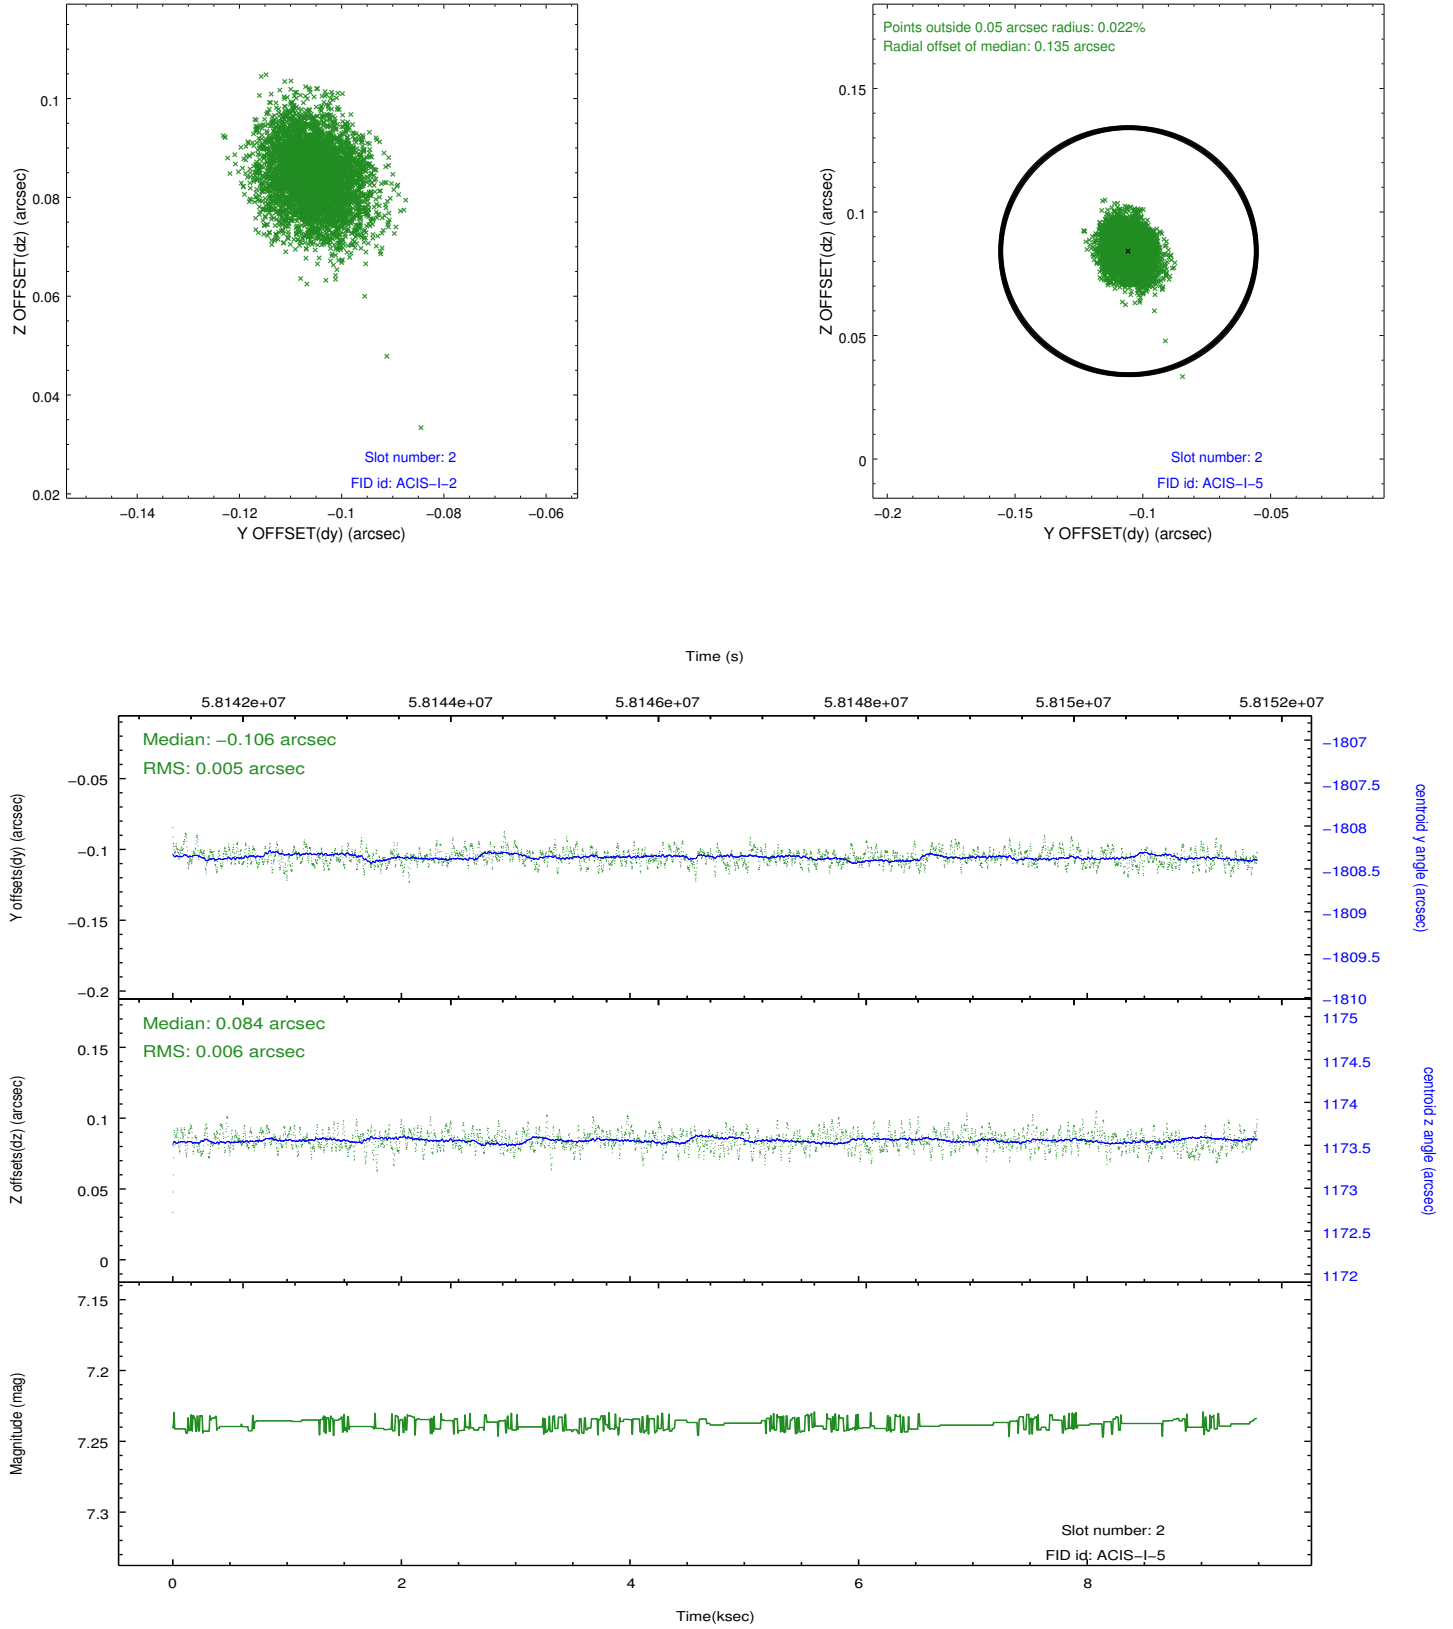 0.1
0.08
0.06
0.04
0.02
Z OFFSET(dz) (arcsec)
−0.14 −0.12 −0.1 −0.08 −0.06
Y OFFSET(dy) (arcsec)
Slot number: 2
FID id: ACIS−I−2
Points outside 0.05 arcsec radius: 0.022%
Radial offset of median: 0.135 arcsec
0.15
0.1
0.05
0
Z OFFSET(dz) (arcsec)
−0.2 −0.15 −0.1 −0.05
Y OFFSET(dy) (arcsec)
Slot number: 2
FID id: ACIS−I−5
Time (s)
5.8142e+07 5.8144e+07 5.8146e+07 5.8148e+07 5.815e+07 5.8152e+07
Median: −0.106 arcsec
RMS: 0.005 arcsec
−0.05
−0.1
−0.15
−0.2
Y offsets(dy) (arcsec)
−1807
−1807.5
−1808
−1808.5
−1809
−1809.5
−1810
centroid y angle (arcsec)
Median: 0.084 arcsec
RMS: 0.006 arcsec
0.15
0.1
0.05
0
Z offsets(dz) (arcsec)
1175
1174.5
1174
1173.5
1173
1172.5
1172
centroid z angle (arcsec)
7.15
7.2
7.25
7.3
Magnitude (mag)
Slot number: 2
FID id: ACIS−I−5
0 2 4 6 8
Time(ksec)